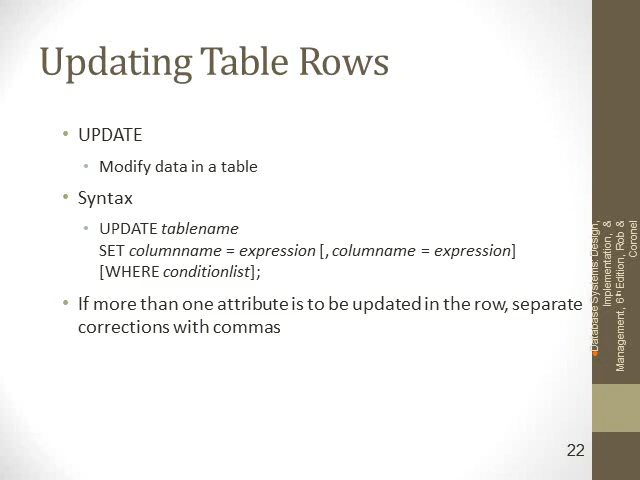 Updating Table Rows
• UPDATE
• Modify data in a table
• Syntax
• UPDATE tablename
SET columnname = expression [, columname = expression]
[WHERE conditionlist];
• If more than one attribute is to be updated in the row, separate
corrections with commas
Database Systems: Design,
Implementation, &
Management, 6th Edition, Rob &
Coronel
22